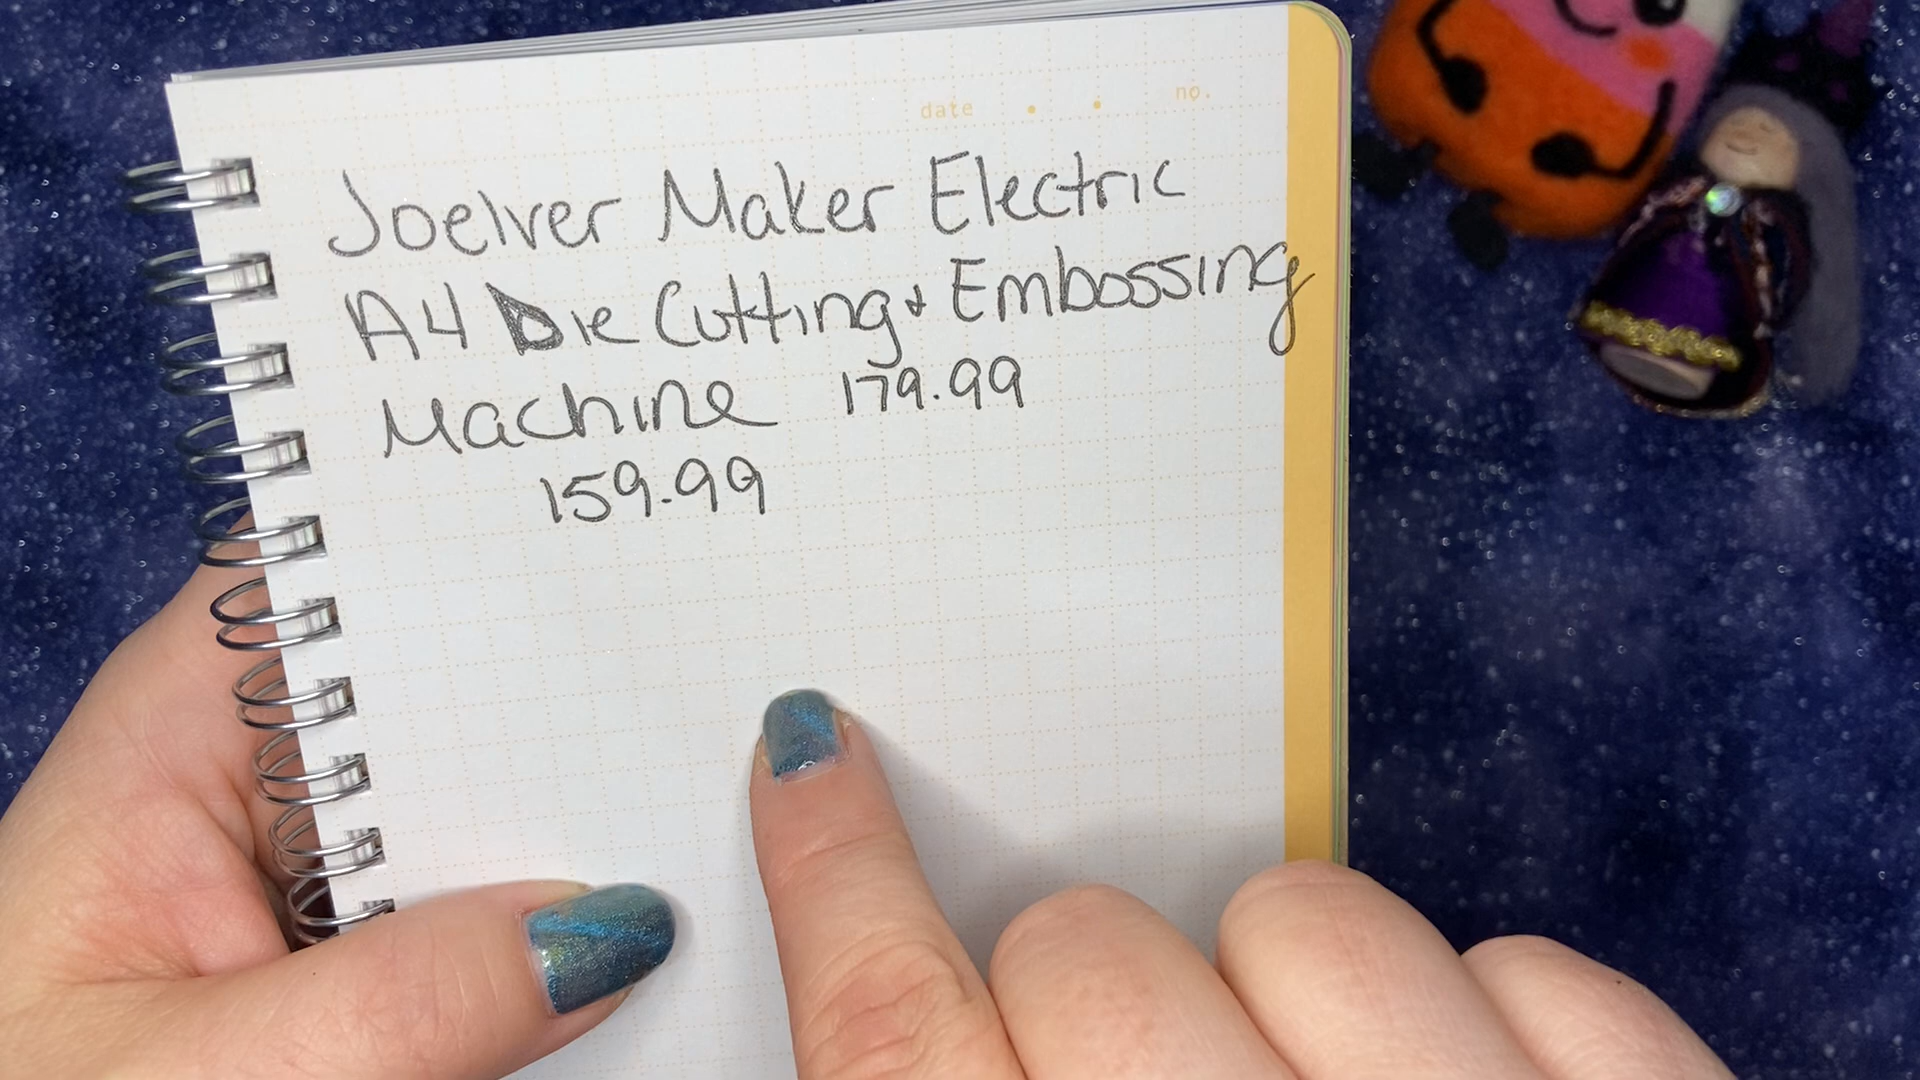 date . . no.
Joelver Maker Electric
A4 Die Cutting & Embossing
Machine 179.99
159.99